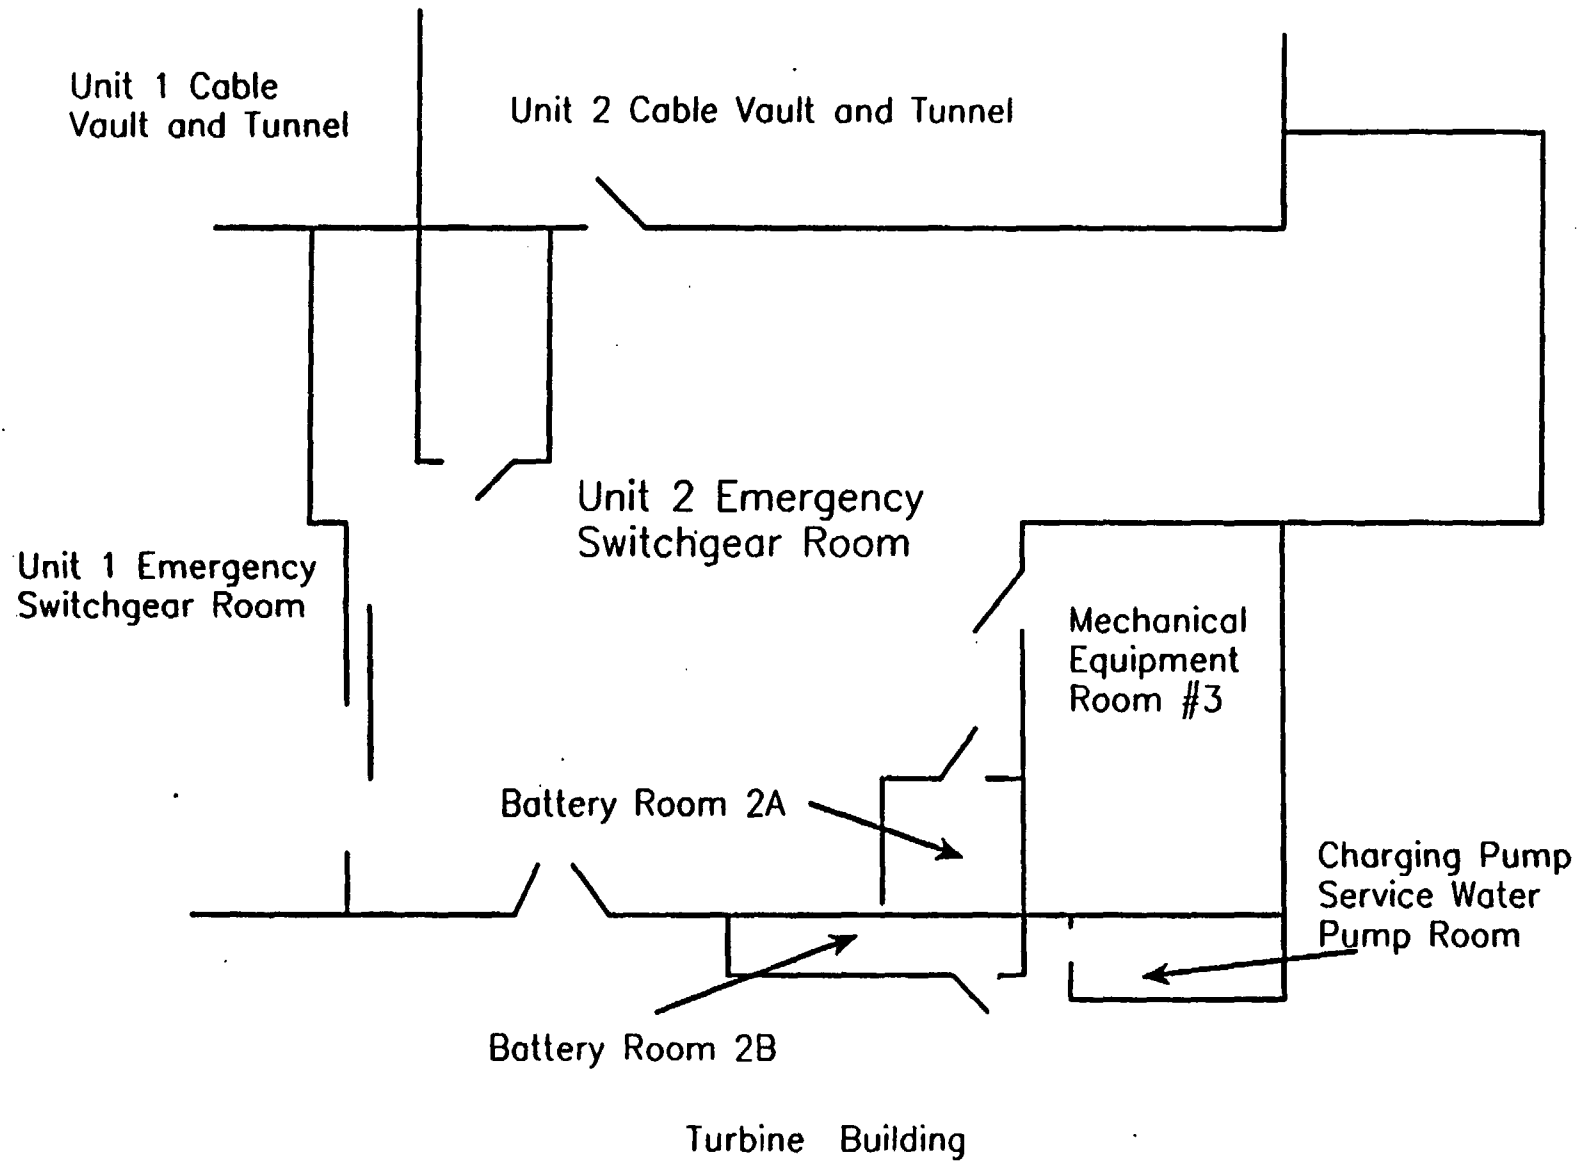 Unit 1 Cable
Vault and Tunnel
Unit 2 Cable Vault and Tunnel
Unit 2 Emergency
Switchgear Room
Unit 1 Emergency
Switchgear Room
Mechanical
Equipment
Room #3
Battery Room 2A
Charging Pump
Service Water
Pump Room
Battery Room 2B
Turbine Building